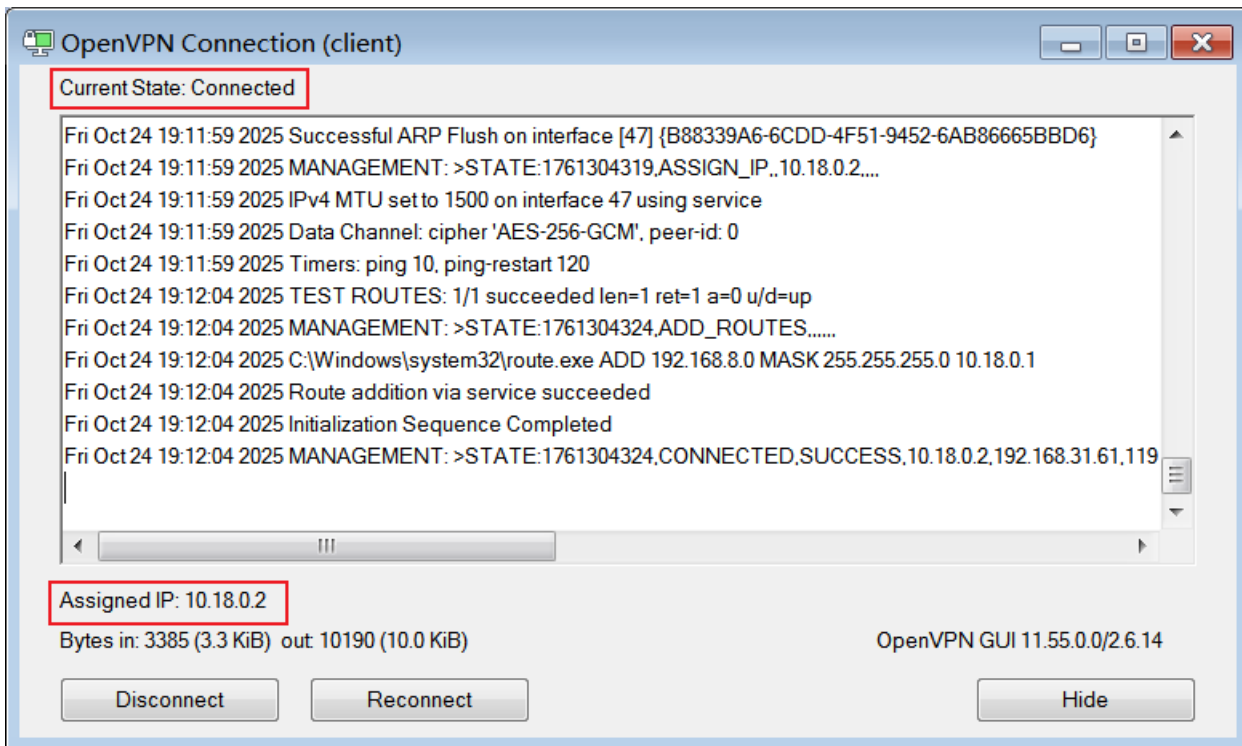 OpenVPN Connection (client)
Current State: Connected
Fri Oct 24 19:11:59 2025 Successful ARP Flush on interface [47] {B88339A6-6CDD-4F51-9452-6AB86665BBD6}
Fri Oct 24 19:11:59 2025 MANAGEMENT: >STATE:1761304319,ASSIGN_IP,,10.18.0.2,,,,
Fri Oct 24 19:11:59 2025 IPv4 MTU set to 1500 on interface 47 using service
Fri Oct 24 19:11:59 2025 Data Channel: cipher 'AES-256-GCM', peer-id: 0
Fri Oct 24 19:11:59 2025 Timers: ping 10, ping-restart 120
Fri Oct 24 19:12:04 2025 TEST ROUTES: 1/1 succeeded len=1 ret=1 a=0 u/d=up
Fri Oct 24 19:12:04 2025 MANAGEMENT: >STATE:1761304324,ADD_ROUTES,,,,,,
Fri Oct 24 19:12:04 2025 C:\Windows\system32\route.exe ADD 192.168.8.0 MASK 255.255.255.0 10.18.0.1
Fri Oct 24 19:12:04 2025 Route addition via service succeeded
Fri Oct 24 19:12:04 2025 Initialization Sequence Completed
Fri Oct 24 19:12:04 2025 MANAGEMENT: >STATE:1761304324,CONNECTED,SUCCESS,10.18.0.2,192.168.31.61,119
Assigned IP: 10.18.0.2
Bytes in: 3385 (3.3 KiB) out: 10190 (10.0 KiB)
OpenVPN GUI 11.55.0.0/2.6.14
Disconnect
Reconnect
Hide